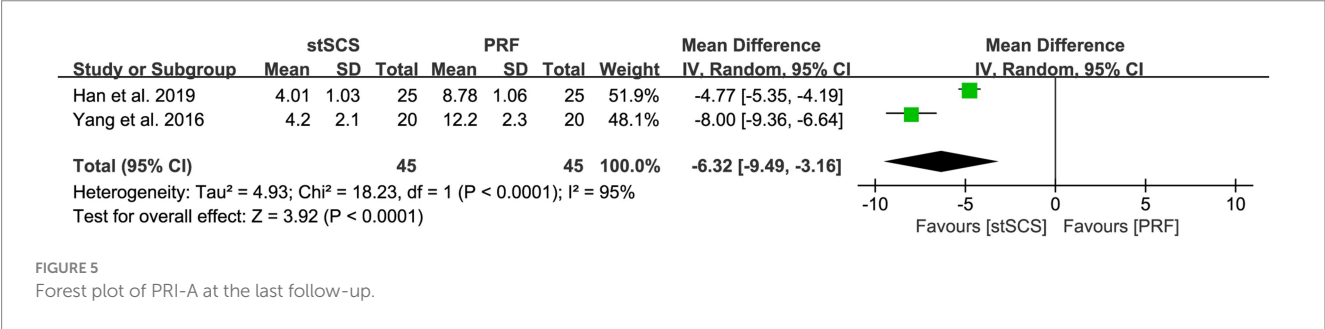 stSCS PRF Mean Difference Mean Difference
Study or Subgroup Mean SD Total Mean SD Total Weight IV, Random, 95% CI IV, Random, 95% CI
Han et al. 2019 4.01 1.03 25 8.78 1.06 25 51.9% -4.77 [-5.35, -4.19]
Yang et al. 2016 4.2 2.1 20 12.2 2.3 20 48.1% -8.00 [-9.36, -6.64]
Total (95% CI) 45 45 100.0% -6.32 [-9.49, -3.16]
Heterogeneity: Tau² = 4.93; Chi² = 18.23, df = 1 (P < 0.0001); I² = 95%
Test for overall effect: Z = 3.92 (P < 0.0001)
-10 -5 0 5 10
Favours [stSCS] Favours [PRF]
FIGURE 5
Forest plot of PRI-A at the last follow-up.